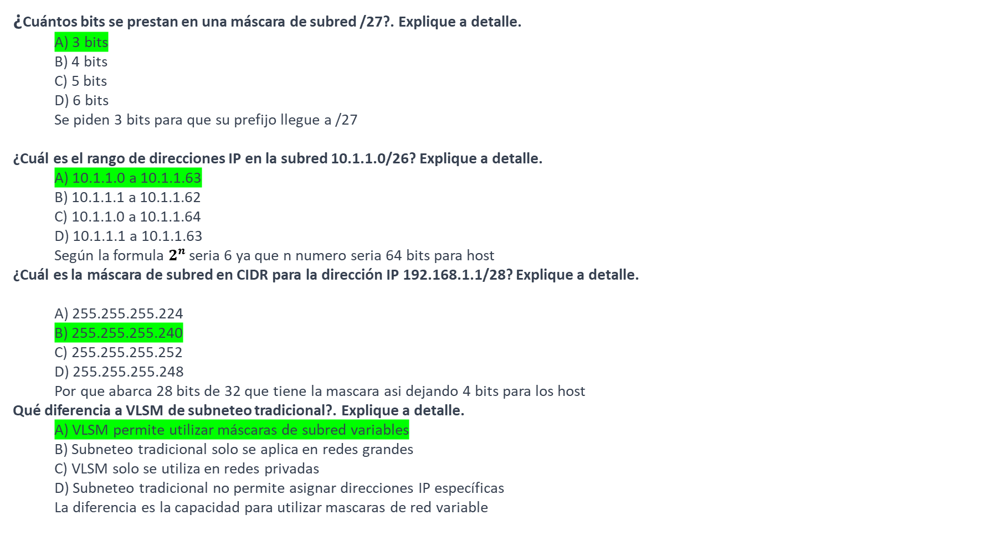 ¿Cuántos bits se prestan en una máscara de subred /27?. Explique a detalle.
A) 3 bits
B) 4 bits
C) 5 bits
D) 6 bits
Se piden 3 bits para que su prefijo llegue a /27
¿Cuál es el rango de direcciones IP en la subred 10.1.1.0/26? Explique a detalle.
A) 10.1.1.0 a 10.1.1.63
B) 10.1.1.1 a 10.1.1.62
C) 10.1.1.0 a 10.1.1.64
D) 10.1.1.1 a 10.1.1.63
Según la formula 2ⁿ seria 6 ya que n numero seria 64 bits para host
¿Cuál es la máscara de subred en CIDR para la dirección IP 192.168.1.1/28? Explique a detalle.
A) 255.255.255.224
B) 255.255.255.240
C) 255.255.255.252
D) 255.255.255.248
Por que abarca 28 bits de 32 que tiene la mascara asi dejando 4 bits para los host
Qué diferencia a VLSM de subneteo tradicional?. Explique a detalle.
A) VLSM permite utilizar máscaras de subred variables
B) Subneteo tradicional solo se aplica en redes grandes
C) VLSM solo se utiliza en redes privadas
D) Subneteo tradicional no permite asignar direcciones IP específicas
La diferencia es la capacidad para utilizar mascaras de red variable